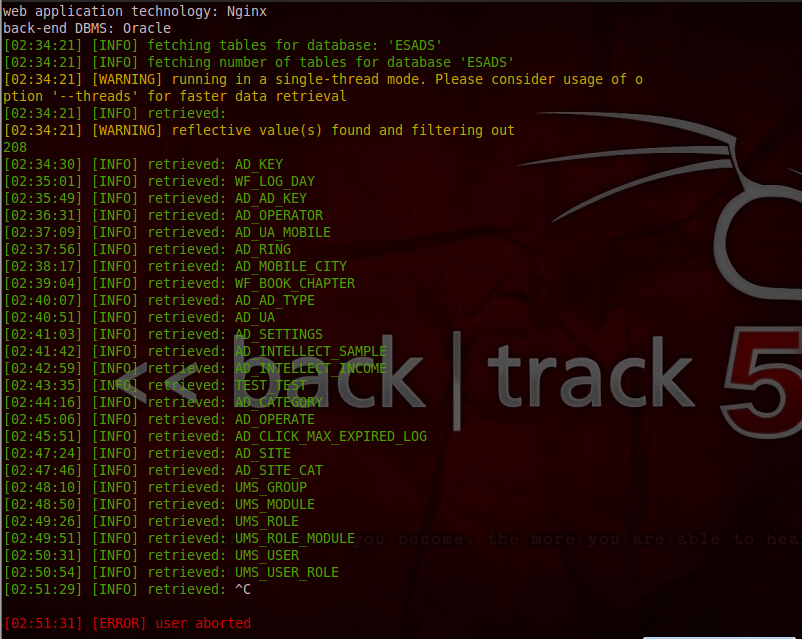 web application technology: Nginx
back-end DBMS: Oracle
[02:34:21] [INFO] fetching tables for database: 'ESADS'
[02:34:21] [INFO] fetching number of tables for database 'ESADS'
[02:34:21] [WARNING] running in a single-thread mode. Please consider usage of o
ption '--threads' for faster data retrieval
[02:34:21] [INFO] retrieved:
[02:34:21] [WARNING] reflective value(s) found and filtering out
208
[02:34:30] [INFO] retrieved: AD_KEY
[02:35:01] [INFO] retrieved: WF_LOG_DAY
[02:35:49] [INFO] retrieved: AD_AD_KEY
[02:36:31] [INFO] retrieved: AD_OPERATOR
[02:37:09] [INFO] retrieved: AD_UA_MOBILE
[02:37:56] [INFO] retrieved: AD_RING
[02:38:17] [INFO] retrieved: AD_MOBILE_CITY
[02:39:04] [INFO] retrieved: WF_BOOK_CHAPTER
[02:40:07] [INFO] retrieved: AD_AD_TYPE
[02:40:51] [INFO] retrieved: AD_UA
[02:41:03] [INFO] retrieved: AD_SETTINGS
[02:41:42] [INFO] retrieved: AD_INTELLECT_SAMPLE
[02:42:59] [INFO] retrieved: AD_INTELLECT_INCOME
[02:43:35] [INFO] retrieved: TEST_TEST
[02:44:16] [INFO] retrieved: AD_CATEGORY
[02:45:06] [INFO] retrieved: AD_OPERATE
[02:45:51] [INFO] retrieved: AD_CLICK_MAX_EXPIRED_LOG
[02:47:24] [INFO] retrieved: AD_SITE
[02:47:46] [INFO] retrieved: AD_SITE_CAT
[02:48:10] [INFO] retrieved: UMS_GROUP
[02:48:50] [INFO] retrieved: UMS_MODULE
[02:49:26] [INFO] retrieved: UMS_ROLE
[02:49:51] [INFO] retrieved: UMS_ROLE_MODULE
[02:50:31] [INFO] retrieved: UMS_USER
[02:50:54] [INFO] retrieved: UMS_USER_ROLE
[02:51:29] [INFO] retrieved: ^C
[02:51:31] [ERROR] user aborted
<< back|track 5
you become, the more you are able to hear